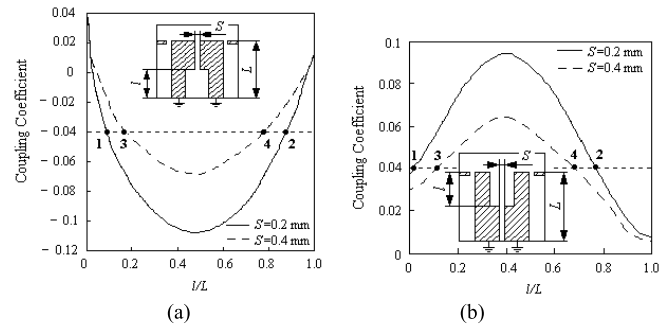 (a)
Coupling Coefficient
0.04
0
− 0.02
− 0.04
− 0.06
− 0.08
− 0.10
− 0.12
0
0.2
0.4
0.6
0.8
1.0
l/L
S
l
L
1
3
4
2
S=0.2 mm
S=0.4 mm
(a)
Coupling Coefficient
0.1
0.08
0.06
0.04
0.02
0
0
0.2
0.4
0.6
0.8
1.0
l/L
S=0.2 mm
S=0.4 mm
1
3
4
2
S
l
L
(b)